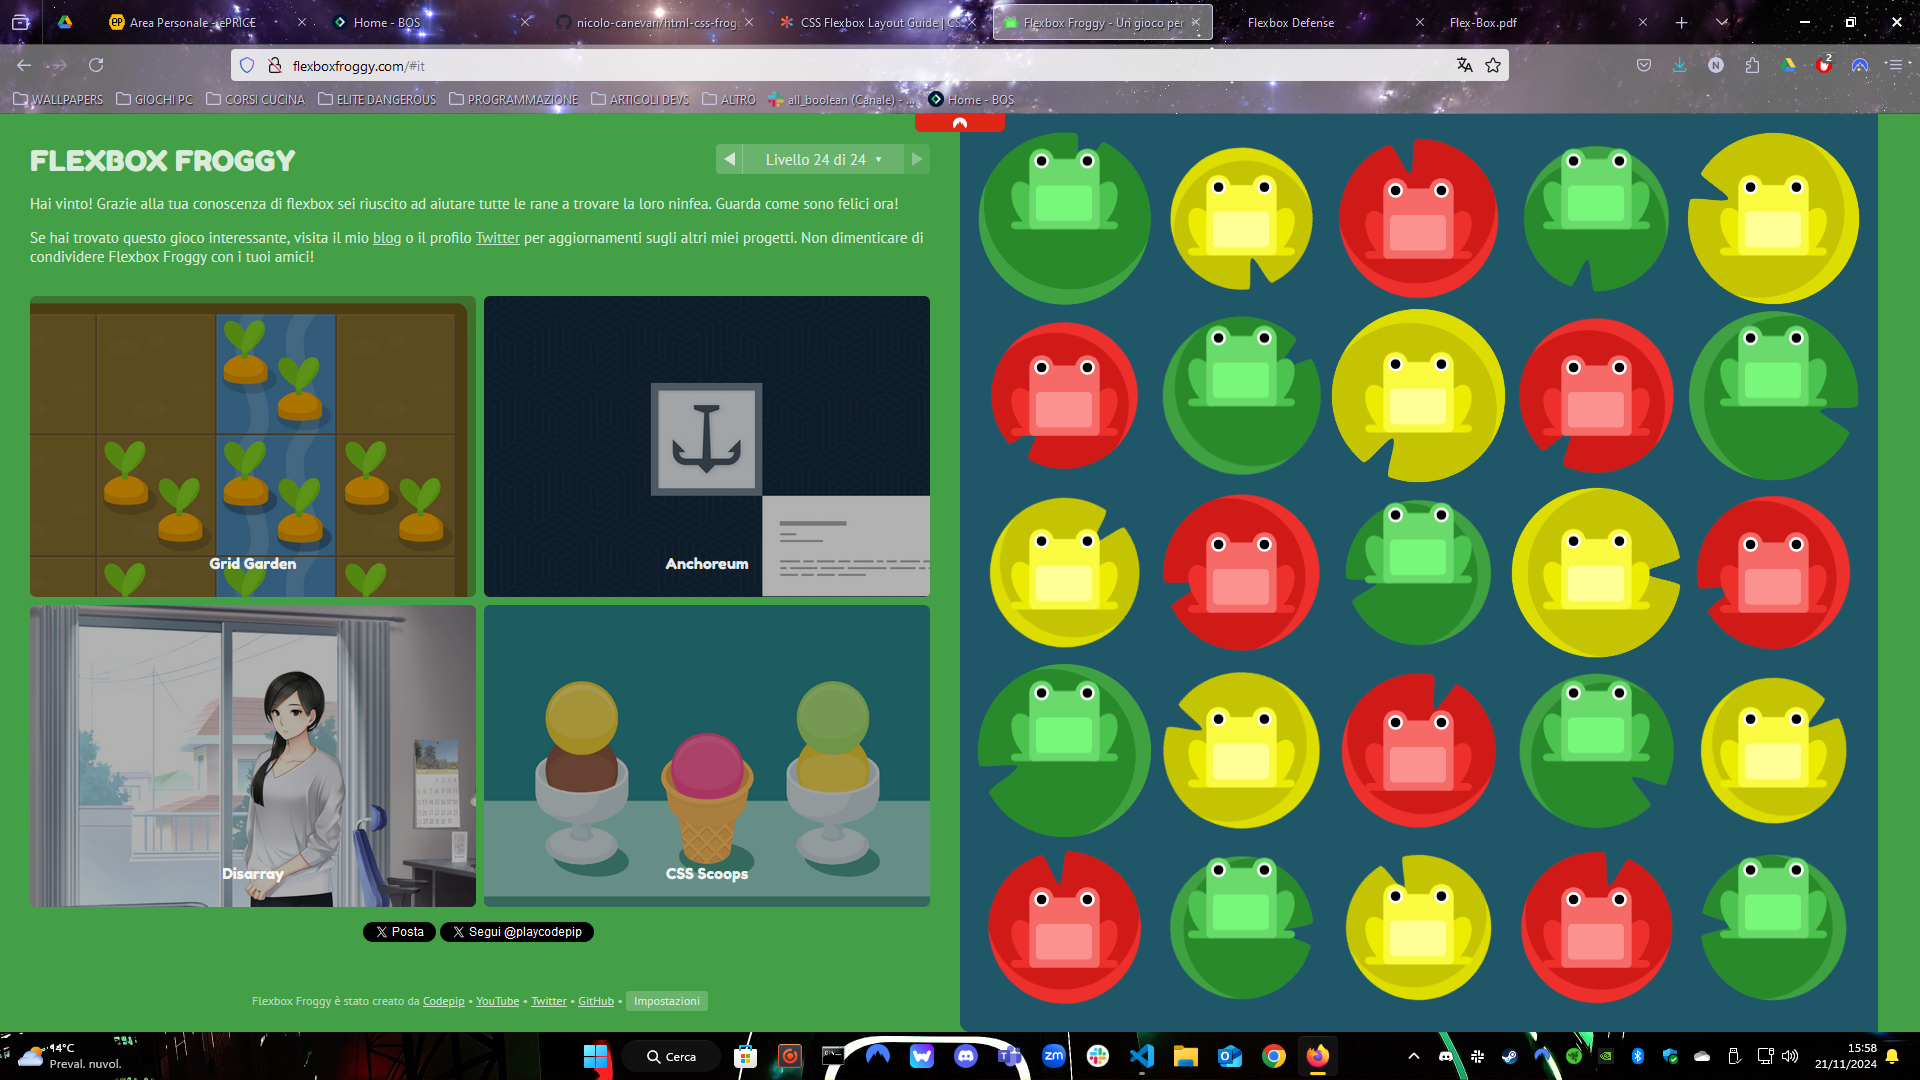 Area Personale - ePRICE
Home - BOS
nicolo-canevari/html-css-frogg
CSS Flexbox Layout Guide | CS
Flexbox Froggy - Un gioco per
Flexbox Defense
Flex-Box.pdf
flexboxfroggy.com/#it
N
2
WALLPAPERS
GIOCHI PC
CORSI CUCINA
ELITE DANGEROUS
PROGRAMMAZIONE
ARTICOLI DEVS
ALTRO
all_boolean (Canale) - ...
Home - BOS
FLEXBOX FROGGY
Livello 24 di 24
Hai vinto! Grazie alla tua conoscenza di flexbox sei riuscito ad aiutare tutte le rane a trovare la loro ninfea. Guarda come sono felici ora!
Se hai trovato questo gioco interessante, visita il mio blog o il profilo Twitter per aggiornamenti sugli altri miei progetti. Non dimenticare di
condividere Flexbox Froggy con i tuoi amici!
Grid Garden
Anchoreum
Disarray
CSS Scoops
Posta
Segui @playcodepip
Flexbox Froggy è stato creato da Codepip • YouTube • Twitter • GitHub • Impostazioni
14°C
Preval. nuvol.
Cerca
zm
15:58
21/11/2024